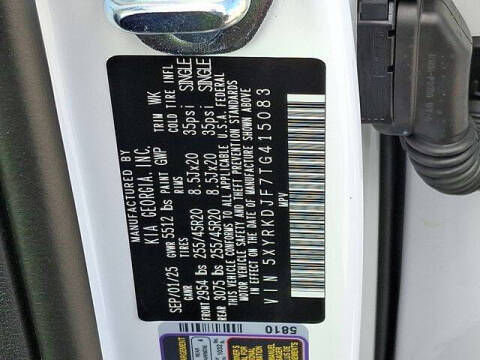 MANUFACTURED BY
KIA GEORGIA, INC.
SEP/01/25 GVWR 5512 lbs PAINT GWP TRIM WK
GAWR TIRES RIMS COLD TIRE INFL
FRONT 2954 lbs 255/45R20 8.5Jx20 35psi SINGLE
REAR 3075 lbs 255/45R20 8.5Jx20 35psi SINGLE
THIS VEHICLE CONFORMS TO ALL APPLICABLE U.S.A. FEDERAL
MOTOR VEHICLE SAFETY AND THEFT PREVENTION STANDARDS
IN EFFECT ON THE DATE OF MANUFACTURE SHOWN ABOVE
VIN 5XYRKDJF7TG415083
MPV
5810